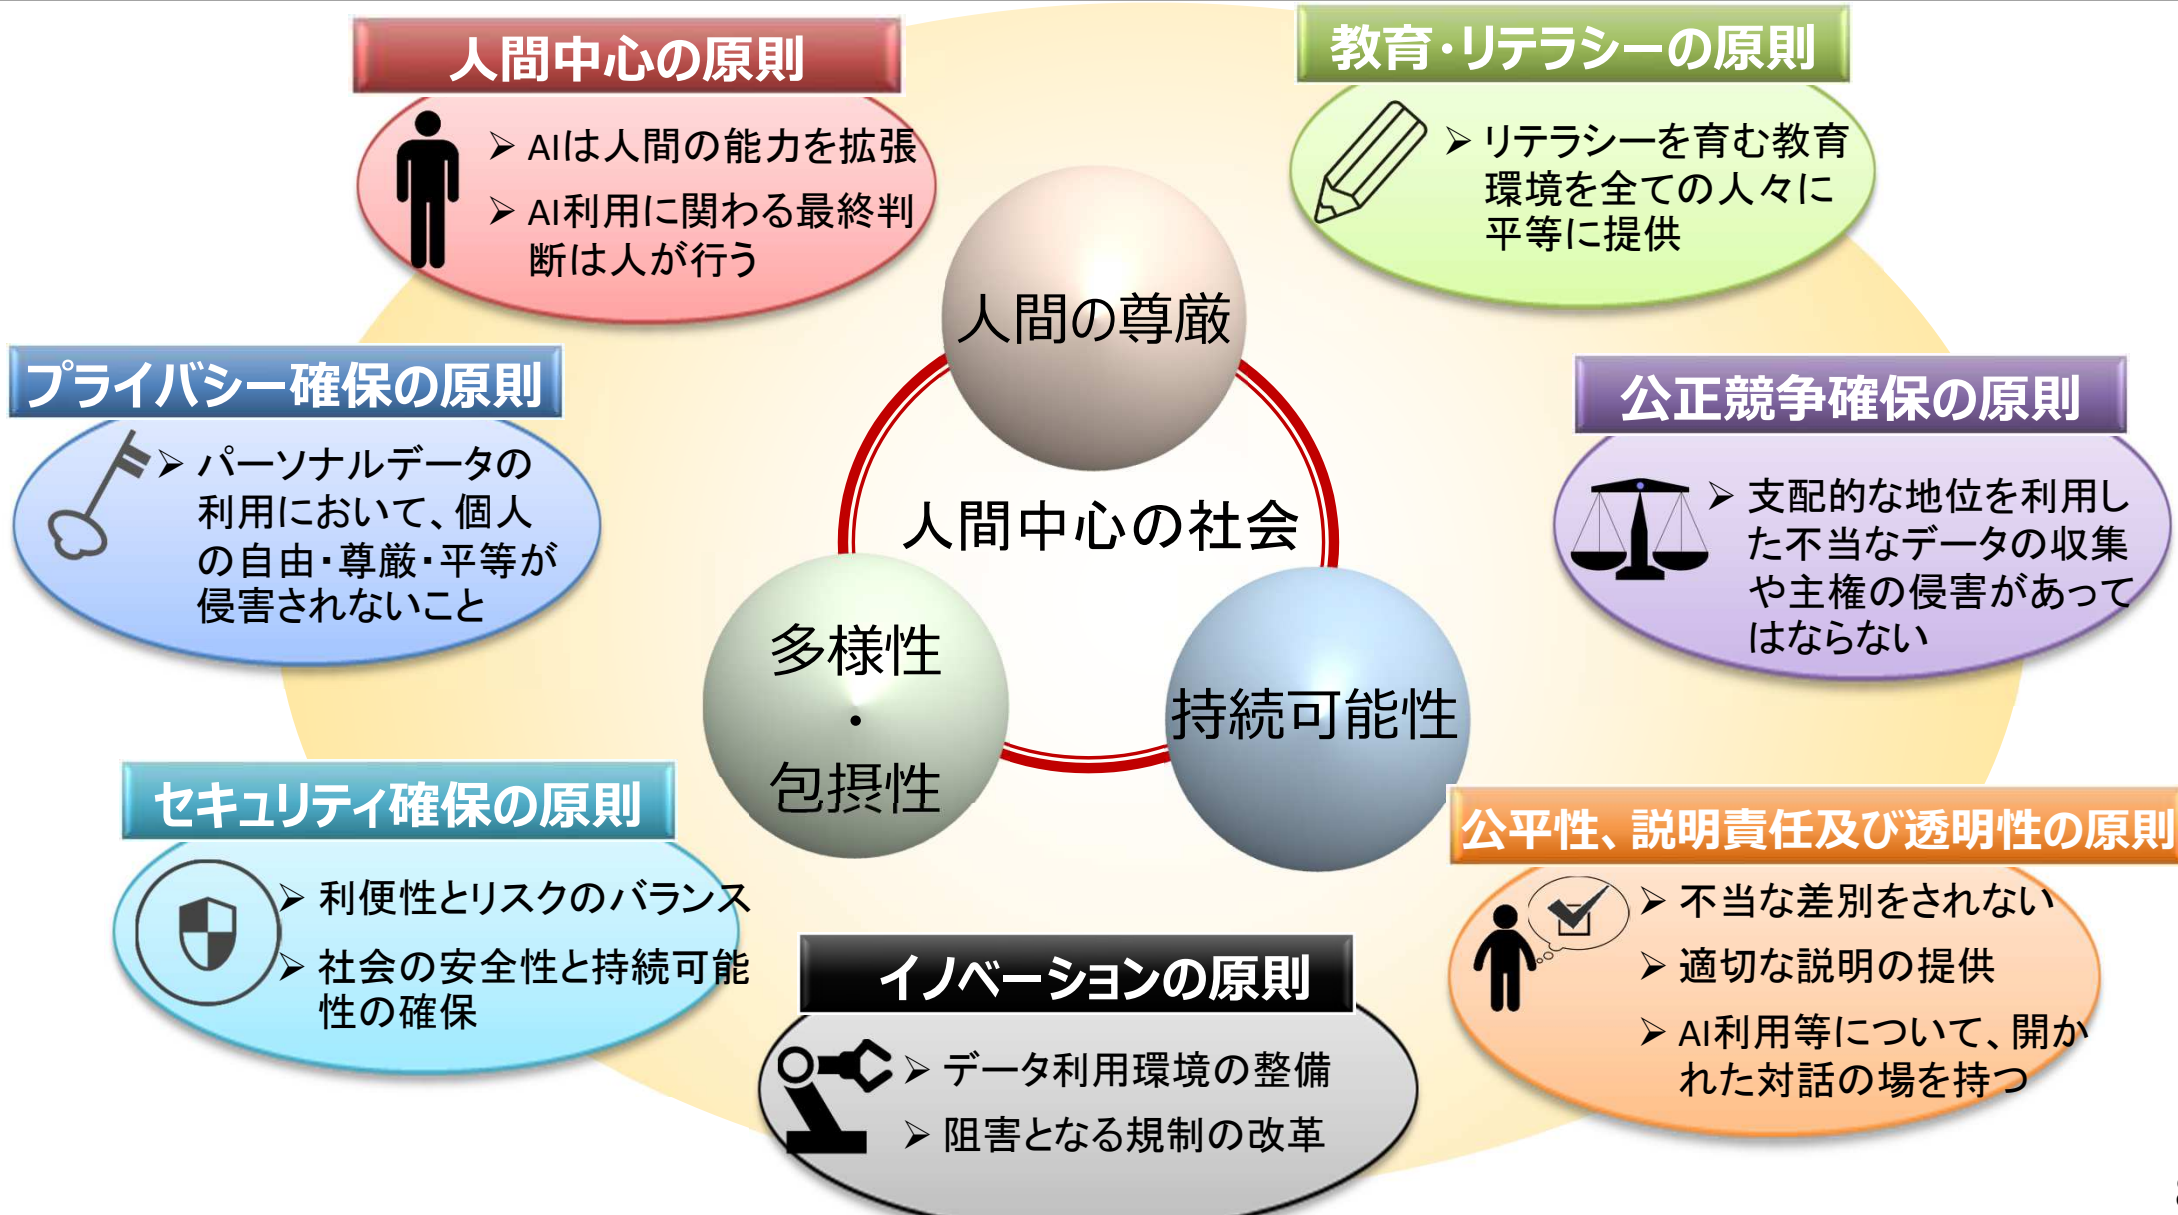 人間中心の原則
➢ AIは人間の能力を拡張
➢ AI利用に関わる最終判
断は人が行う
教育・リテラシーの原則
➢ リテラシーを育む教育
環境を全ての人々に
平等に提供
人間の尊厳
プライバシー確保の原則
➢ パーソナルデータの
利用において、個人
の自由・尊厳・平等が
侵害されないこと
公正競争確保の原則
➢ 支配的な地位を利用し
た不当なデータの収集
や主権の侵害があって
はならない
人間中心の社会
多様性
・
包摂性
持続可能性
セキュリティ確保の原則
➢ 利便性とリスクのバランス
➢ 社会の安全性と持続可能
性の確保
公平性、説明責任及び透明性の原則
➢ 不当な差別をされない
➢ 適切な説明の提供
➢ AI利用等について、開か
れた対話の場を持つ
イノベーションの原則
➢ データ利用環境の整備
➢ 阻害となる規制の改革